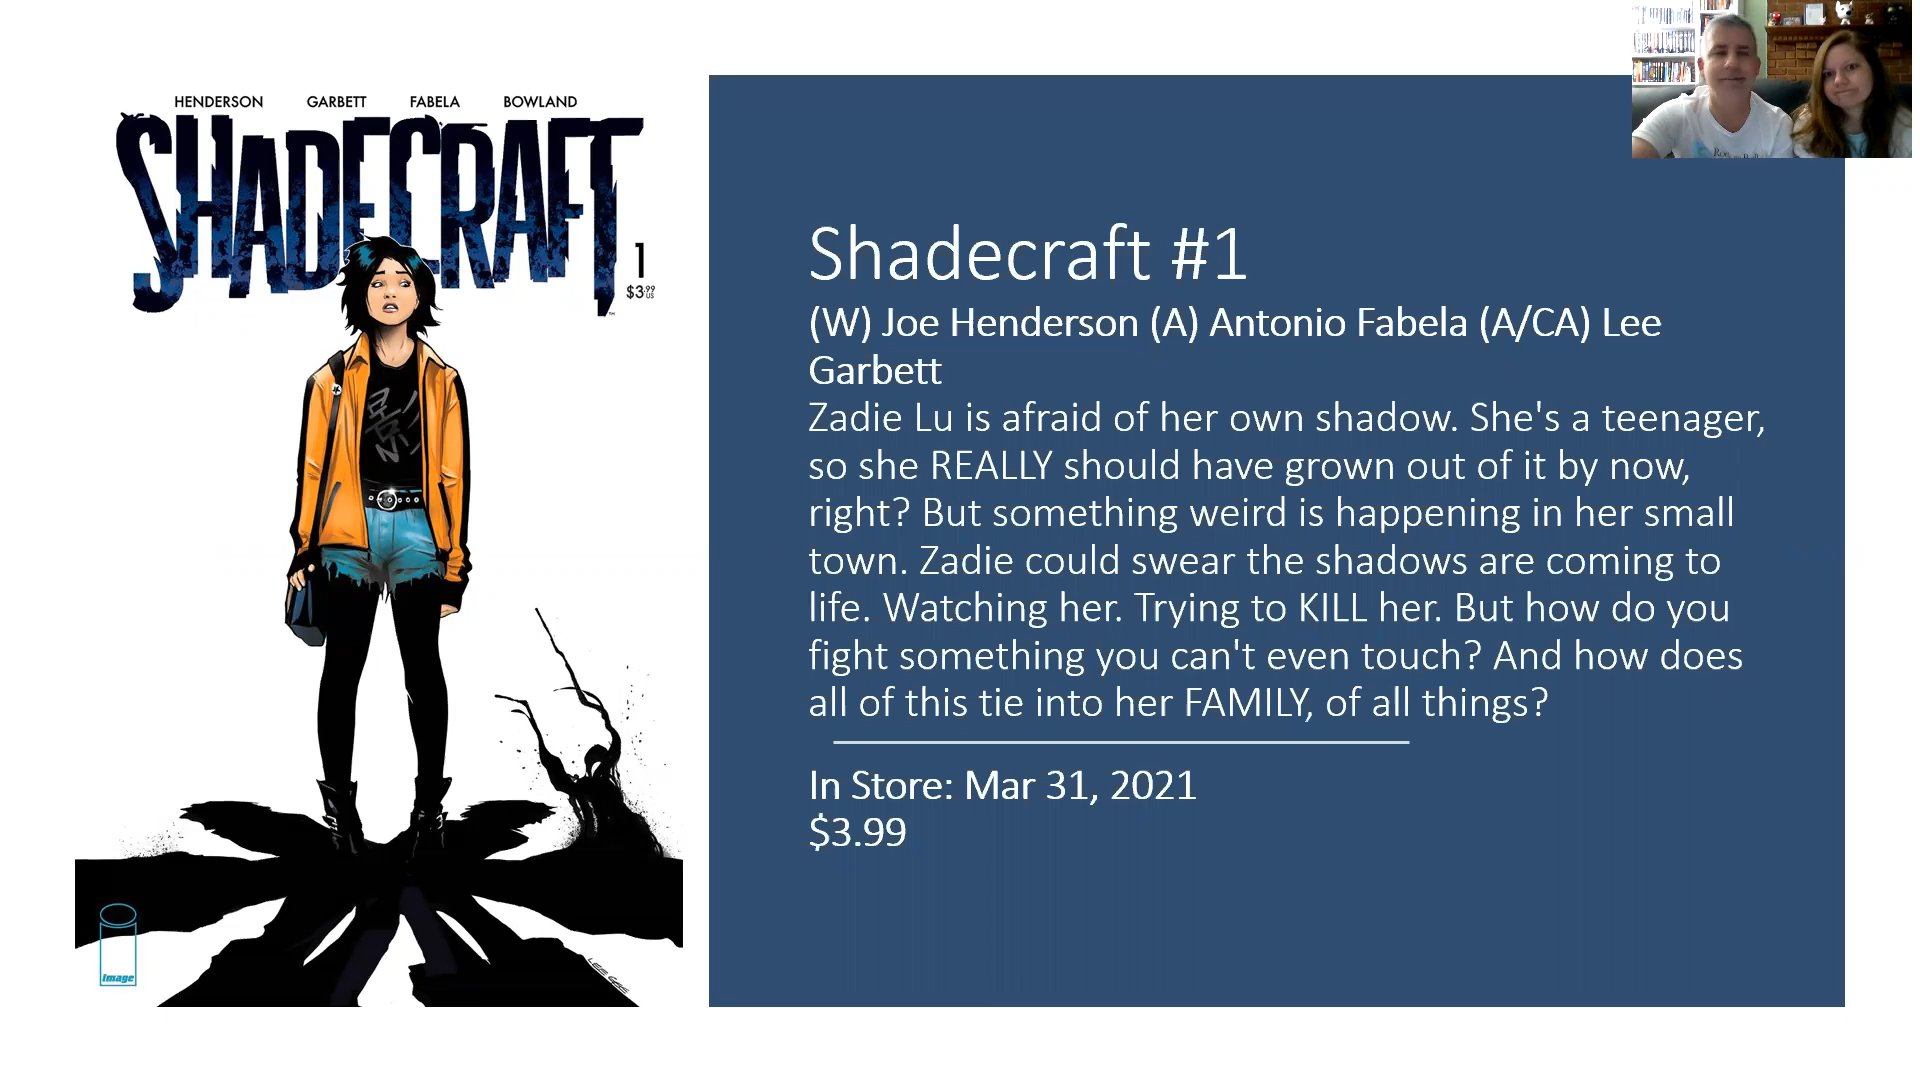 HENDERSON GARBETT FABELA BOWLAND
SHADECRAFT
1
$3.99
US
影
image
LEE GEE
Shadecraft #1
(W) Joe Henderson (A) Antonio Fabela (A/CA) Lee
Garbett
Zadie Lu is afraid of her own shadow. She's a teenager,
so she REALLY should have grown out of it by now,
right? But something weird is happening in her small
town. Zadie could swear the shadows are coming to
life. Watching her. Trying to KILL her. But how do you
fight something you can't even touch? And how does
all of this tie into her FAMILY, of all things?
In Store: Mar 31, 2021
$3.99